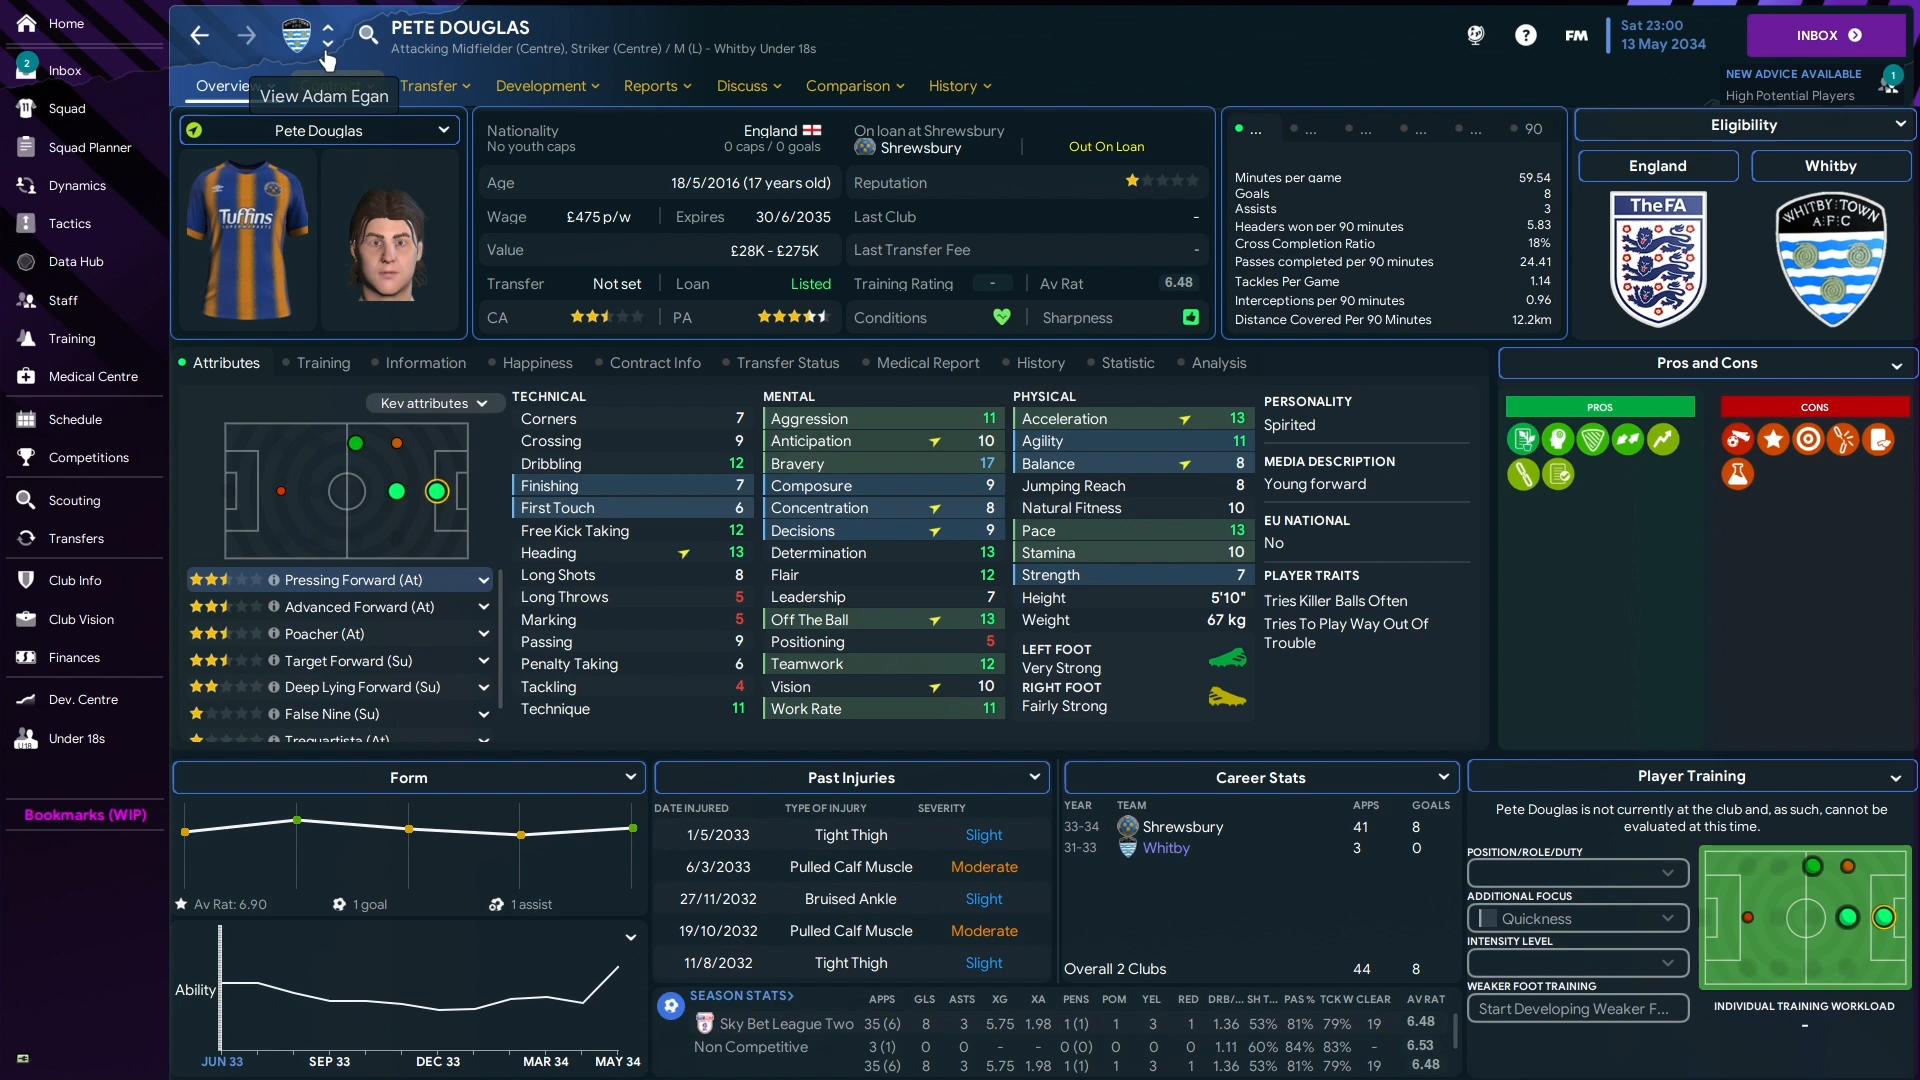 Home
2
Inbox
Squad
Squad Planner
Dynamics
Tactics
Data Hub
Staff
Training
Medical Centre
Schedule
Competitions
Scouting
Transfers
Club Info
Club Vision
Finances
Dev. Centre
Under 18s
Bookmarks (WIP)
PETE DOUGLAS
Attacking Midfielder (Centre), Striker (Centre) / M (L) - Whitby Under 18s
FM
Sat 23:00
13 May 2034
INBOX
NEW ADVICE AVAILABLE
High Potential Players
1
Overview
View Adam Egan
Transfer
Development
Reports
Discuss
Comparison
History
Pete Douglas
Tuffins
Nationality England
No youth caps 0 caps / 0 goals
Age 18/5/2016 (17 years old)
Wage £475 p/w Expires 30/6/2035
Value £28K - £275K
Transfer Not set Loan Listed
CA PA
On loan at Shrewsbury
Shrewsbury Out On Loan
Reputation
Last Club -
Last Transfer Fee -
Training Rating - Av Rat 6.48
Conditions Sharpness
... ... ... ... ... 90
Minutes per game 59.54
Goals 8
Assists 3
Headers won per 90 minutes 5.83
Cross Completion Ratio 18%
Passes completed per 90 minutes 24.41
Tackles Per Game 1.14
Interceptions per 90 minutes 0.96
Distance Covered Per 90 Minutes 12.2km
Eligibility
England Whitby
The FA
WHITBY TOWN
A.F.C
Attributes Training Information Happiness Contract Info Transfer Status Medical Report History Statistic Analysis
Key attributes
Pressing Forward (At)
Advanced Forward (At)
Poacher (At)
Target Forward (Su)
Deep Lying Forward (Su)
False Nine (Su)
Trequartista (At)
TECHNICAL
Corners 7
Crossing 9
Dribbling 12
Finishing 7
First Touch 6
Free Kick Taking 12
Heading 13
Long Shots 8
Long Throws 5
Marking 5
Passing 9
Penalty Taking 6
Tackling 4
Technique 11
MENTAL
Aggression 11
Anticipation 10
Bravery 17
Composure 9
Concentration 8
Decisions 9
Determination 13
Flair 12
Leadership 7
Off The Ball 13
Positioning 5
Teamwork 12
Vision 10
Work Rate 11
PHYSICAL
Acceleration 13
Agility 11
Balance 8
Jumping Reach 8
Natural Fitness 10
Pace 13
Stamina 10
Strength 7
Height 5'10"
Weight 67 kg
LEFT FOOT
Very Strong
RIGHT FOOT
Fairly Strong
PERSONALITY
Spirited
MEDIA DESCRIPTION
Young forward
EU NATIONAL
No
PLAYER TRAITS
Tries Killer Balls Often
Tries To Play Way Out Of
Trouble
Pros and Cons
PROS CONS
Form
Av Rat: 6.90 1 goal 1 assist
Ability
JUN 33 SEP 33 DEC 33 MAR 34 MAY 34
Past Injuries
DATE INJURED TYPE OF INJURY SEVERITY
1/5/2033 Tight Thigh Slight
6/3/2033 Pulled Calf Muscle Moderate
27/11/2032 Bruised Ankle Slight
19/10/2032 Pulled Calf Muscle Moderate
11/8/2032 Tight Thigh Slight
Career Stats
YEAR TEAM APPS GOALS
33-34 Shrewsbury 41 8
31-33 Whitby 3 0
Overall 2 Clubs 44 8
SEASON STATS> APPS GLS ASTS XG XA PENS POM YEL RED DRB/... SH T... PAS % TCK W CLEAR AV RAT
Sky Bet League Two 35 (6) 8 3 5.75 1.98 1 (1) 1 3 1 1.36 53% 81% 79% 19 6.48
Non Competitive 3 (1) 0 0 - - 0 (0) 0 0 0 1.11 60% 84% 83% - 6.53
35 (6) 8 3 5.75 1.98 1 (1) 1 3 1 1.36 53% 81% 79% 19 6.48
Player Training
Pete Douglas is not currently at the club and, as such, cannot be
evaluated at this time.
POSITION/ROLE/DUTY
ADDITIONAL FOCUS
Quickness
INTENSITY LEVEL
WEAKER FOOT TRAINING
Start Developing Weaker F...
INDIVIDUAL TRAINING WORKLOAD
-